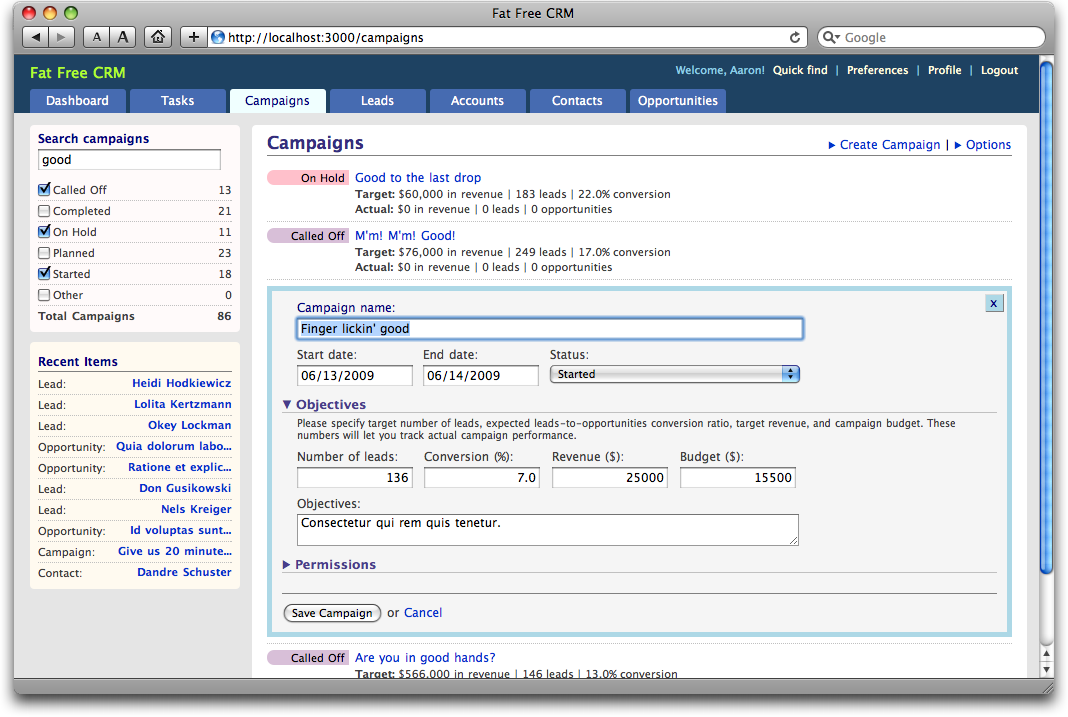 Fat Free CRM
A A + http://localhost:3000/campaigns Google
Fat Free CRM
Welcome, Aaron! Quick find | Preferences | Profile | Logout
Dashboard Tasks Campaigns Leads Accounts Contacts Opportunities
Search campaigns
good
Called Off 13
Completed 21
On Hold 11
Planned 23
Started 18
Other 0
Total Campaigns 86
Recent Items
Lead: Heidi Hodkiewicz
Lead: Lolita Kertzmann
Lead: Okey Lockman
Opportunity: Quia dolorum labo...
Opportunity: Ratione et explic...
Lead: Don Gusikowski
Lead: Nels Kreiger
Opportunity: Id voluptas sunt...
Campaign: Give us 20 minute...
Contact: Dandre Schuster
Campaigns
Create Campaign | Options
On Hold Good to the last drop
Target: $60,000 in revenue | 183 leads | 22.0% conversion
Actual: $0 in revenue | 0 leads | 0 opportunities
Called Off M'm! M'm! Good!
Target: $76,000 in revenue | 249 leads | 17.0% conversion
Actual: $0 in revenue | 0 leads | 0 opportunities
x
Campaign name:
Finger lickin' good
Start date: End date: Status:
06/13/2009 06/14/2009 Started
Objectives
Please specify target number of leads, expected leads-to-opportunities conversion ratio, target revenue, and campaign budget. These
numbers will let you track actual campaign performance.
Number of leads: Conversion (%): Revenue ($): Budget ($):
136 7.0 25000 15500
Objectives:
Consectetur qui rem quis tenetur.
Permissions
Save Campaign or Cancel
Called Off Are you in good hands?
Target: $566,000 in revenue | 146 leads | 13.0% conversion